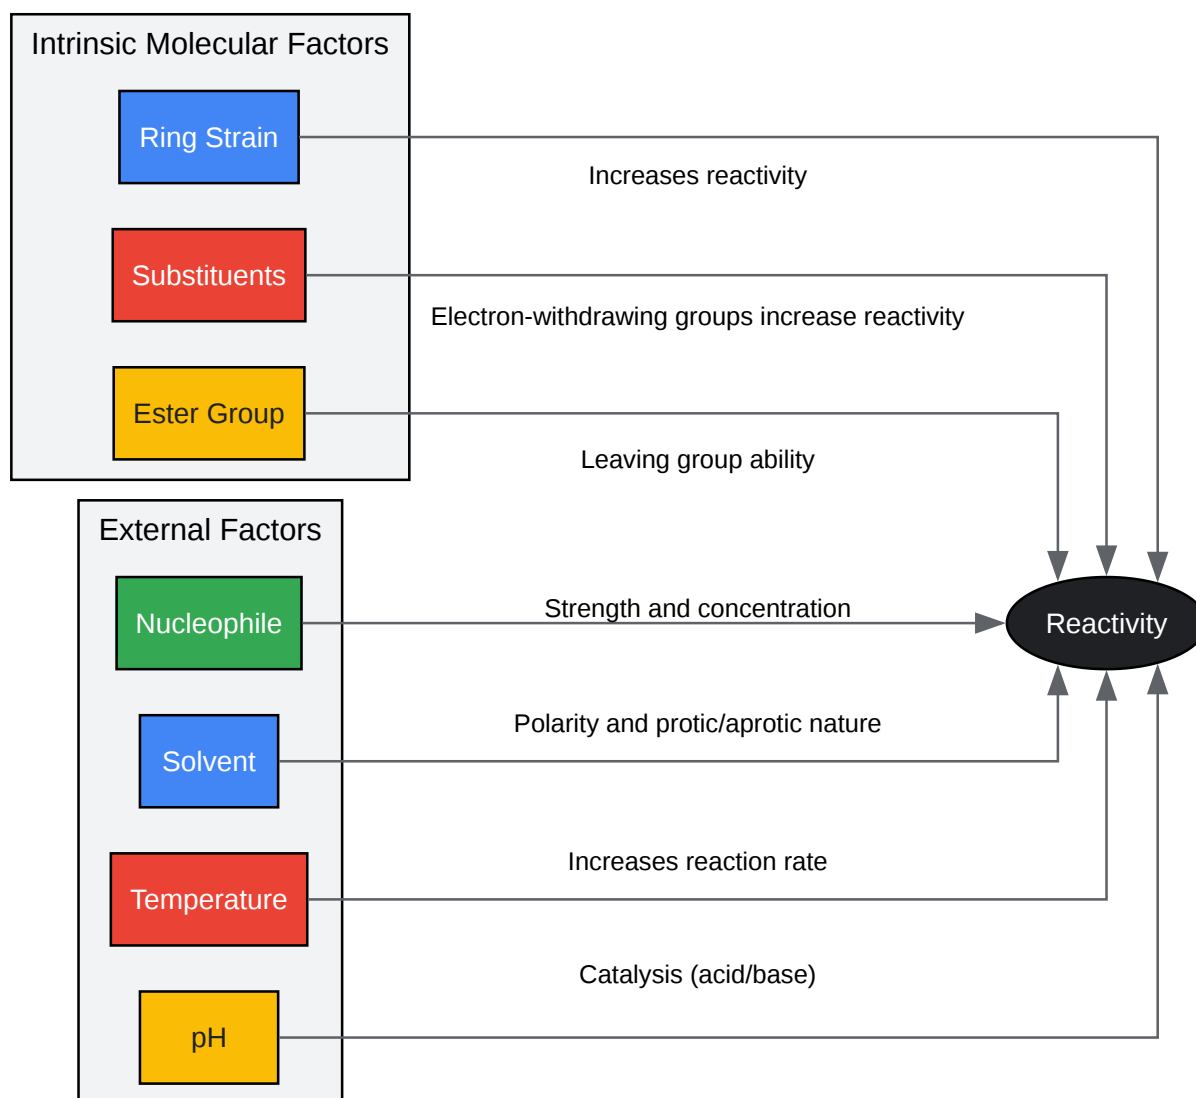 Intrinsic Molecular Factors
Ring Strain
Increases reactivity
Substituents
Electron-withdrawing groups increase reactivity
Ester Group
Leaving group ability
External Factors
Nucleophile
Strength and concentration
Reactivity
Solvent
Polarity and protic/aprotic nature
Temperature
Increases reaction rate
Catalysis (acid/base)
pH